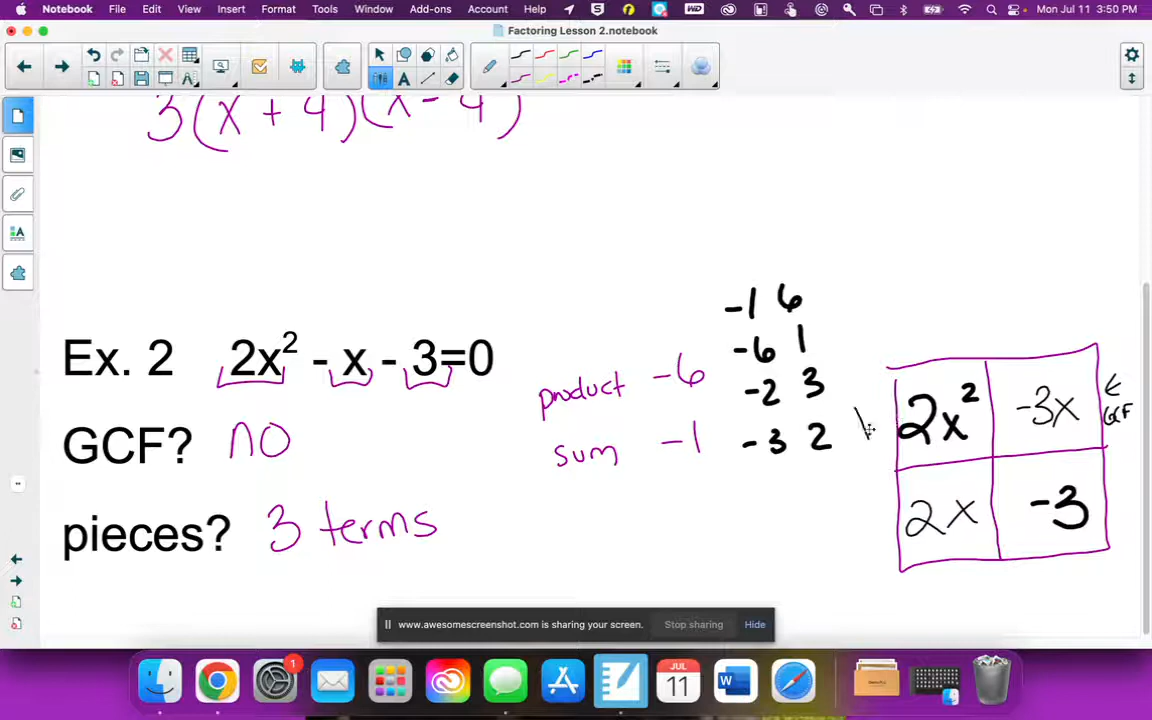 Notebook File Edit View Insert Format Tools Window Add-ons Account Help Mon Jul 11 3:50 PM
Factoring Lesson 2.notebook
3(x + 4)(x - 4)
Ex. 2 2x² - x - 3=0
GCF? no
pieces? 3 terms
product -6
sum -1
-1 6
-6 1
-2 3
-3 2
2x² -3x
← GCF
2x -3
www.awesomescreenshot.com is sharing your screen. Stop sharing Hide
1
JUL
11
W